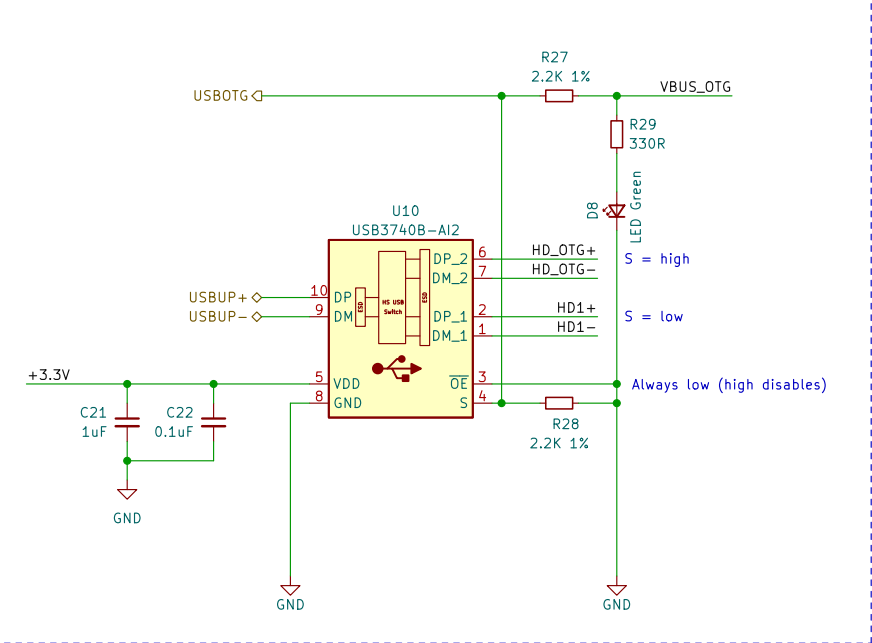 R27
2.2K 1%
USBOTG
VBUS_OTG
R29
330R
D8
LED Green
U10
USB3740B-AI2
6
DP_2
HD_OTG+
S = high
7
DM_2
HD_OTG-
USBUP+
10
DP
ESD
HS USB
Switch
ESD
USBUP-
9
DM
2
DP_1
HD1+
S = low
1
DM_1
HD1-
+3.3V
5
VDD
OE
3
Always low (high disables)
8
GND
S
4
C21
1uF
C22
0.1uF
R28
2.2K 1%
GND
GND
GND